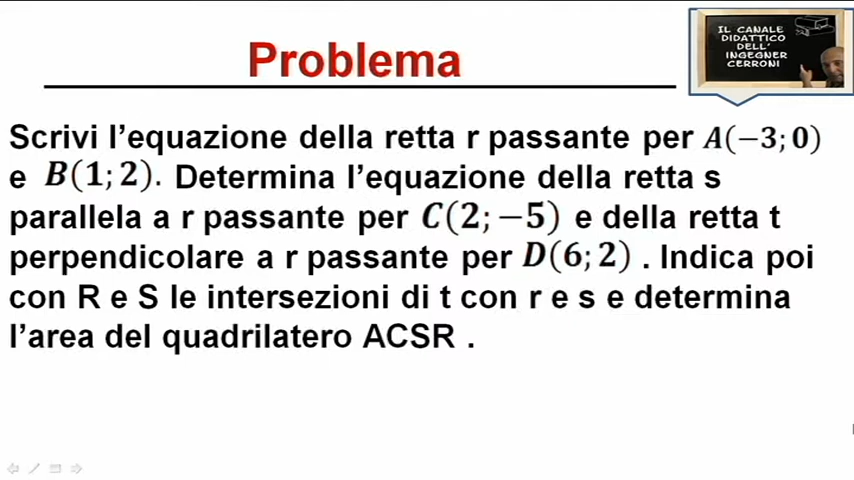 Problema
IL CANALE
DIDATTICO
DELL'
INGEGNER
CERRONI
Scrivi l'equazione della retta r passante per A(−3;0)
e B(1;2). Determina l'equazione della retta s
parallela a r passante per C(2;−5) e della retta t
perpendicolare a r passante per D(6;2) . Indica poi
con R e S le intersezioni di t con r e s e determina
l'area del quadrilatero ACSR .